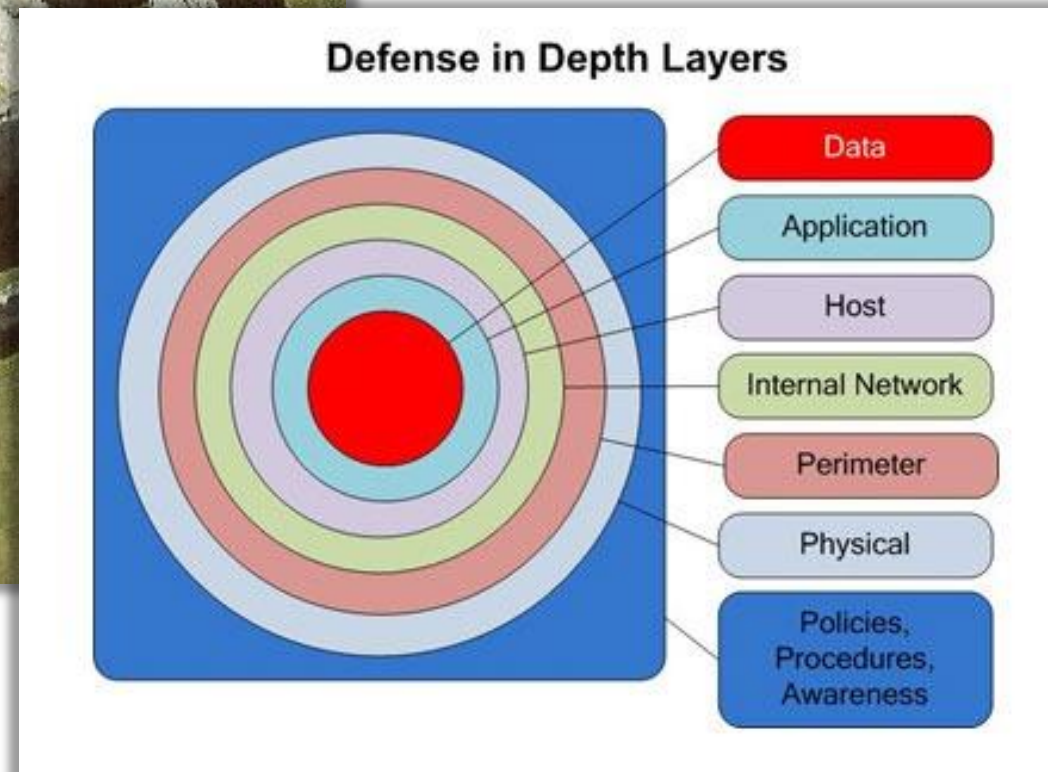 Defense in Depth Layers
Data
Application
Host
Internal Network
Perimeter
Physical
Policies,
Procedures,
Awareness